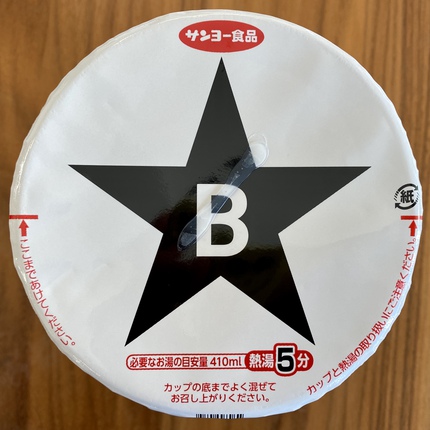 サンヨー食品
B
紙
ここまであけてください。
カップと熱湯の取り扱いにご注意ください。
必要なお湯の目安量 410ml 熱湯5分
カップの底までよく混ぜて
お召し上がりください。